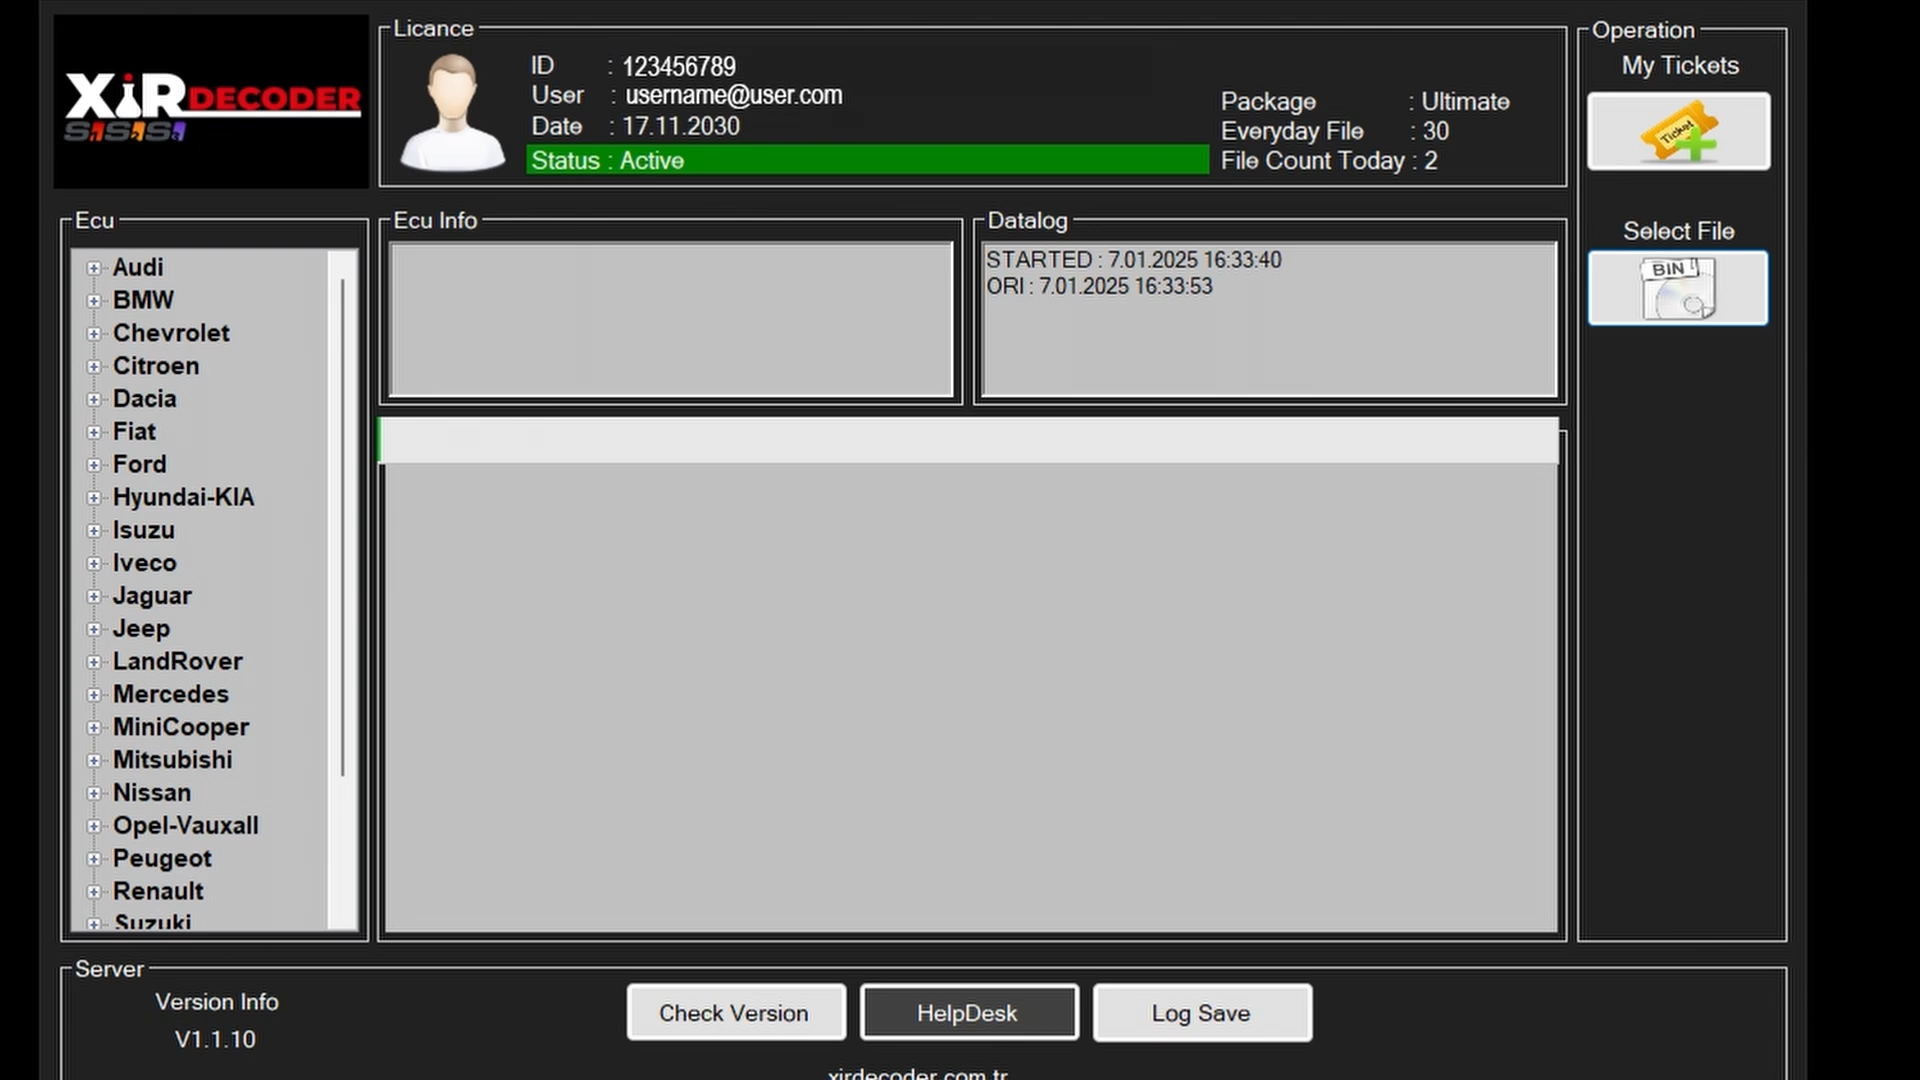 XiR DECODER
S1S2S3
Licance
ID : 123456789
User : username@user.com
Date : 17.11.2030
Status : Active
Package : Ultimate
Everyday File : 30
File Count Today : 2
Operation
My Tickets
Ticket
Select File
BIN
Ecu
Audi
BMW
Chevrolet
Citroen
Dacia
Fiat
Ford
Hyundai-KIA
Isuzu
Iveco
Jaguar
Jeep
LandRover
Mercedes
MiniCooper
Mitsubishi
Nissan
Opel-Vauxall
Peugeot
Renault
Suzuki
Ecu Info
Datalog
STARTED : 7.01.2025 16:33:40
ORI : 7.01.2025 16:33:53
Server
Version Info
V1.1.10
Check Version
HelpDesk
Log Save
xirdecoder.com.tr